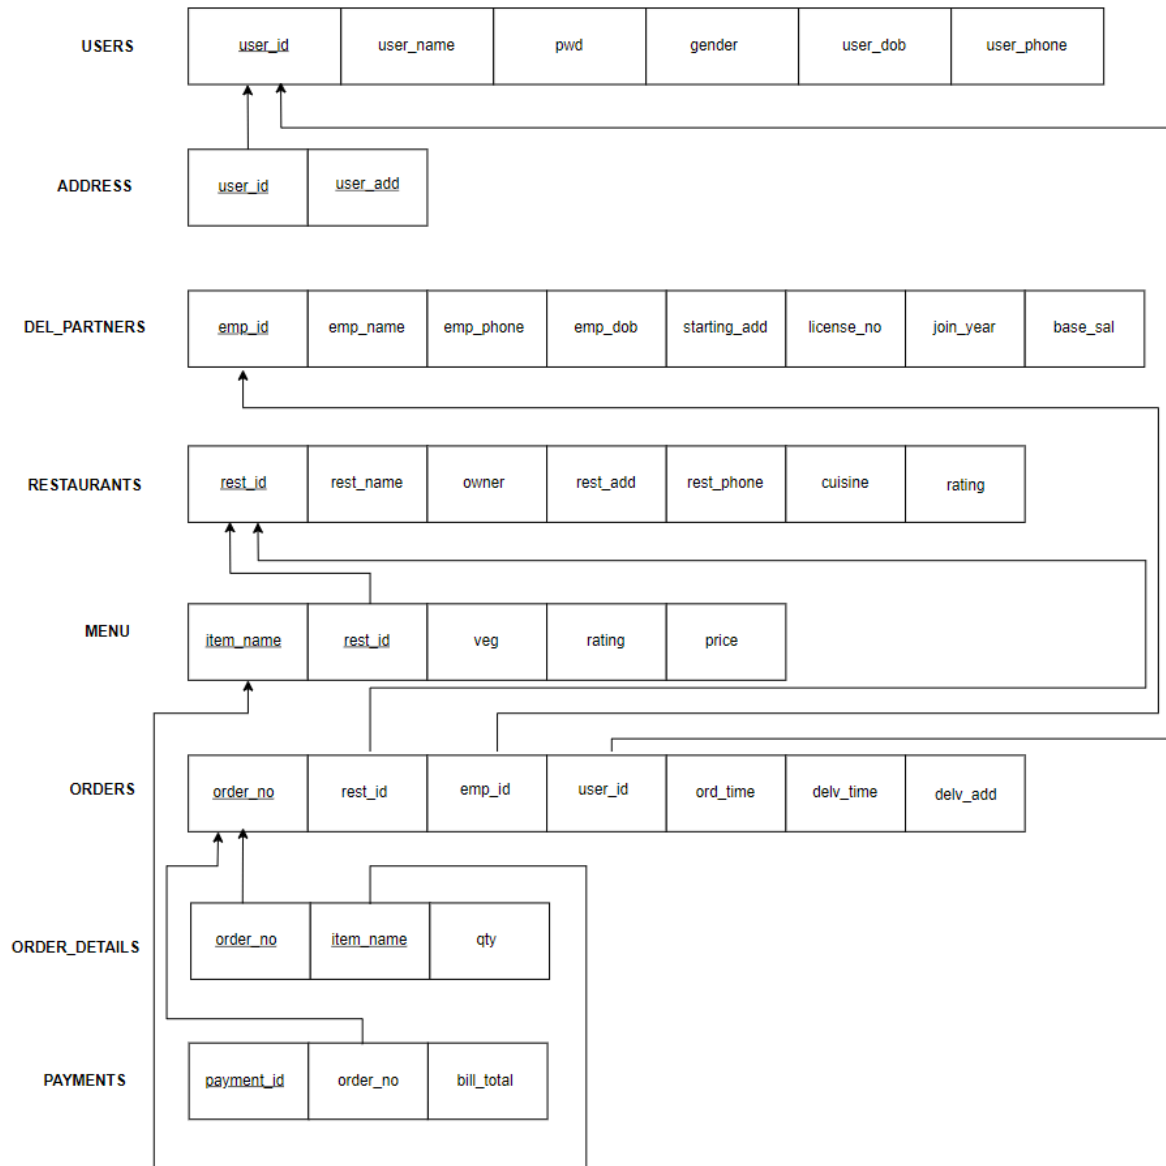 USERS user_id user_name pwd gender user_dob user_phone
ADDRESS user_id user_add
DEL_PARTNERS emp_id emp_name emp_phone emp_dob starting_add license_no join_year base_sal
RESTAURANTS rest_id rest_name owner rest_add rest_phone cuisine rating
MENU item_name rest_id veg rating price
ORDERS order_no rest_id emp_id user_id ord_time delv_time delv_add
ORDER_DETAILS order_no item_name qty
PAYMENTS payment_id order_no bill_total